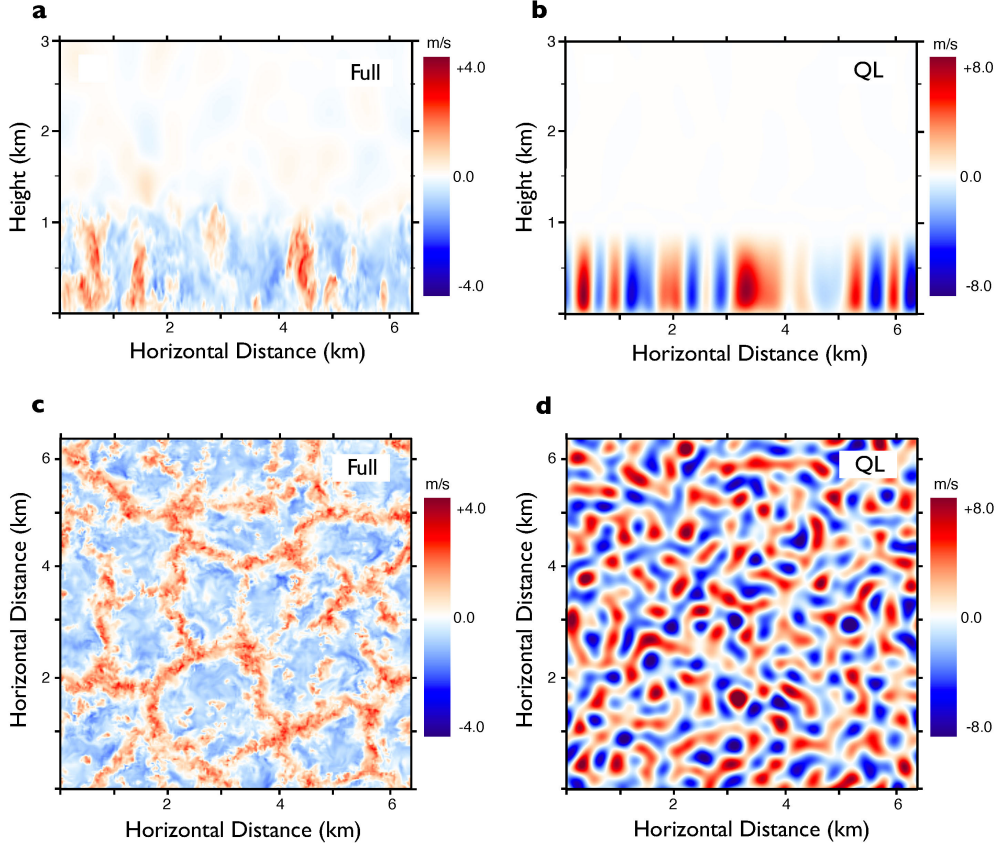 a
b
m/s
m/s
3
3
Full
QL
+4.0
+8.0
Height (km)
Height (km)
2
2
0.0
0.0
1
1
-4.0
-8.0
2
4
6
2
4
6
Horizontal Distance (km)
Horizontal Distance (km)
c
d
Full
QL
6
6
m/s
m/s
+4.0
+8.0
Horizontal Distance (km)
Horizontal Distance (km)
4
4
0.0
0.0
2
2
-4.0
-8.0
2
4
6
2
4
6
Horizontal Distance (km)
Horizontal Distance (km)